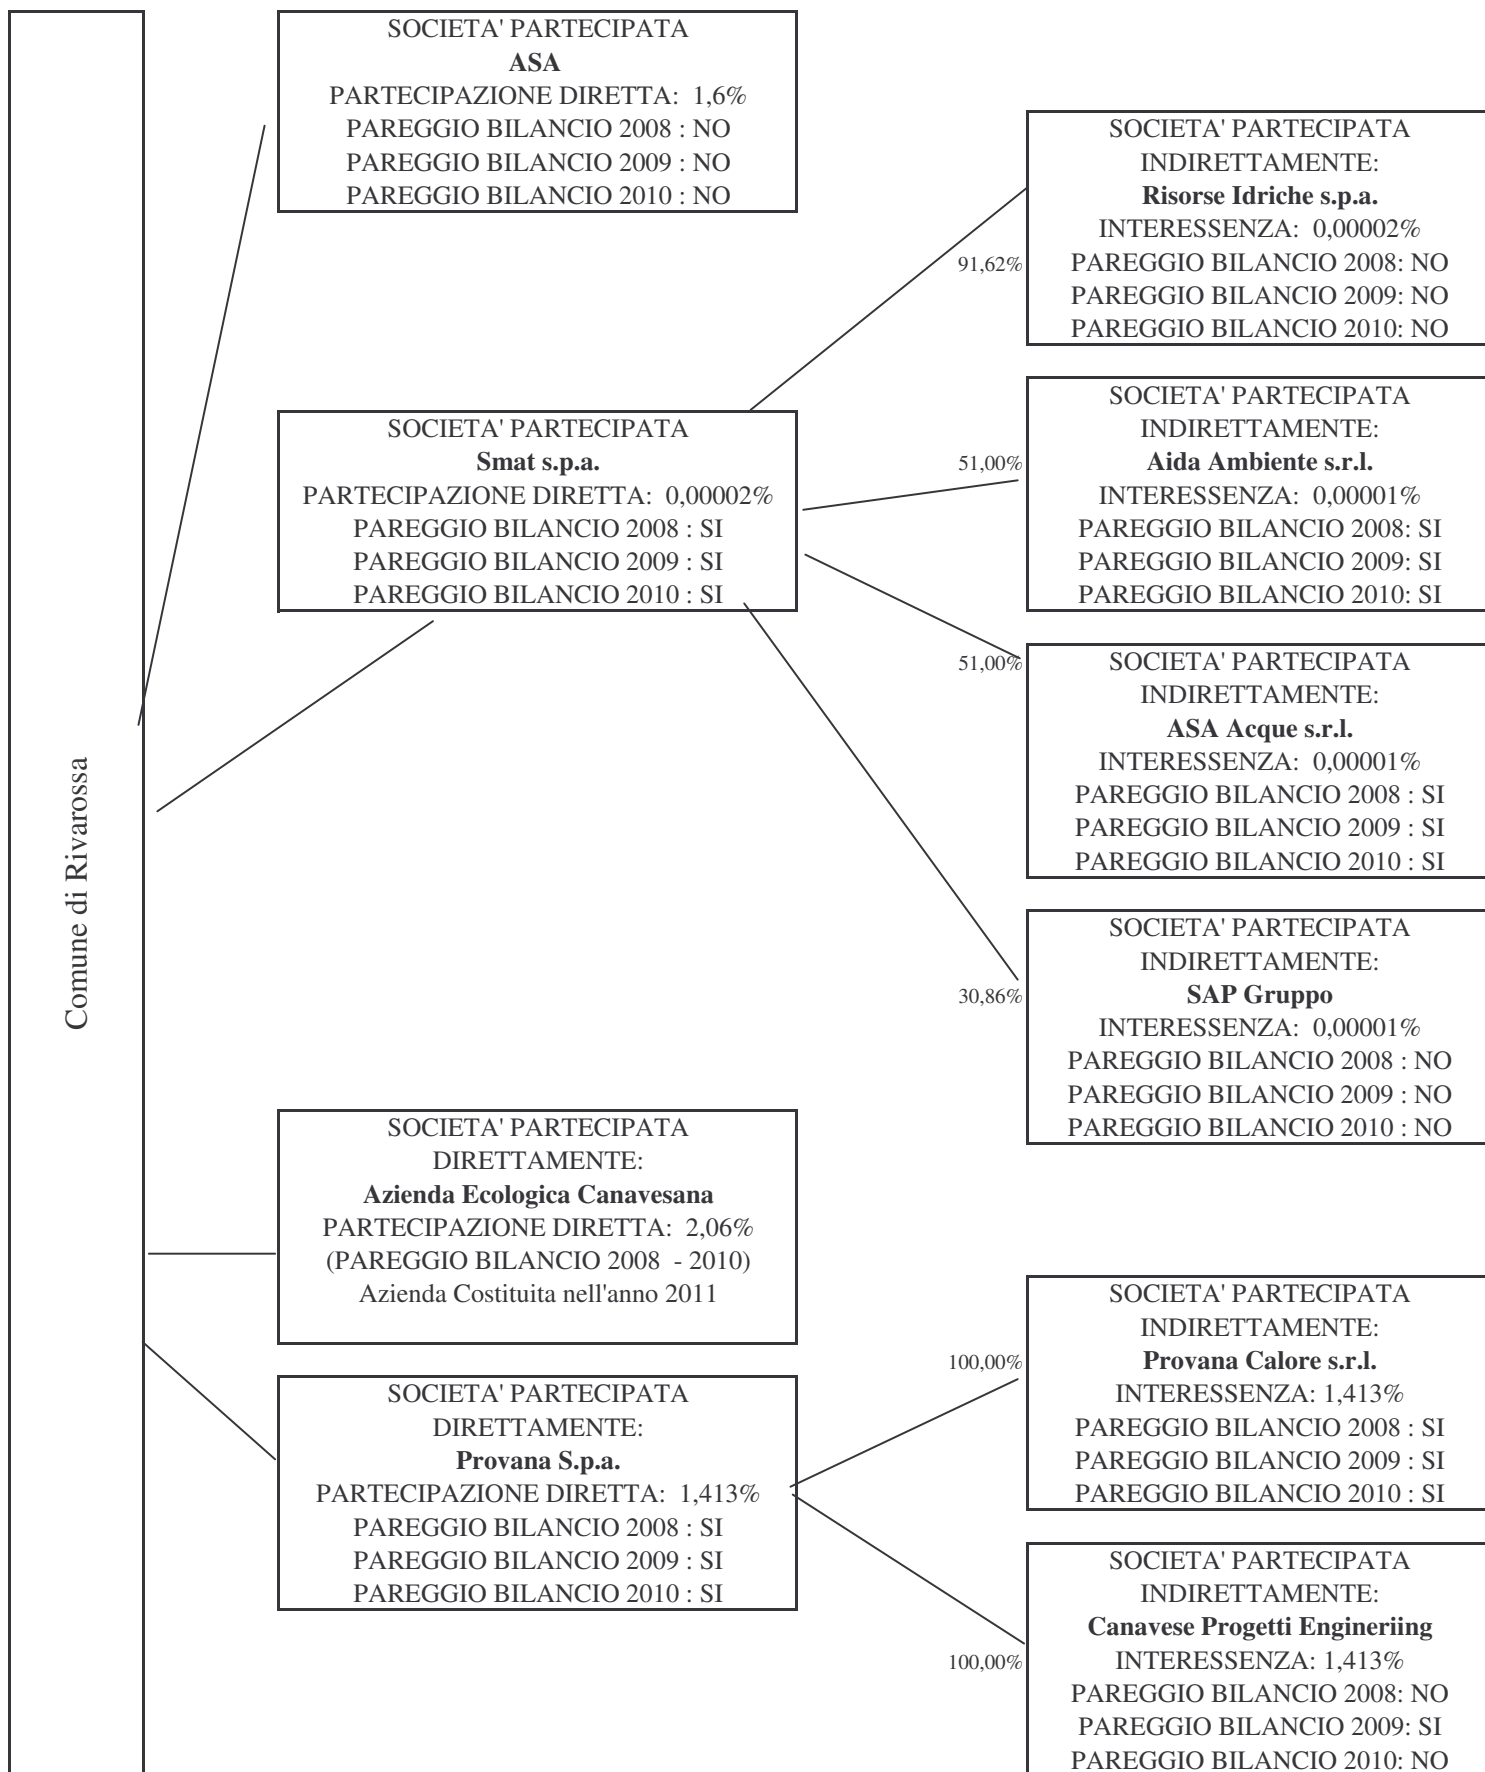 Comune di Rivarossa
SOCIETA' PARTECIPATA
ASA
PARTECIPAZIONE DIRETTA: 1,6%
PAREGGIO BILANCIO 2008 : NO
PAREGGIO BILANCIO 2009 : NO
PAREGGIO BILANCIO 2010 : NO
SOCIETA' PARTECIPATA
Smat s.p.a.
PARTECIPAZIONE DIRETTA: 0,00002%
PAREGGIO BILANCIO 2008 : SI
PAREGGIO BILANCIO 2009 : SI
PAREGGIO BILANCIO 2010 : SI
91,62%
SOCIETA' PARTECIPATA
INDIRETTAMENTE:
Risorse Idriche s.p.a.
INTERESSENZA: 0,00002%
PAREGGIO BILANCIO 2008: NO
PAREGGIO BILANCIO 2009: NO
PAREGGIO BILANCIO 2010: NO
51,00%
SOCIETA' PARTECIPATA
INDIRETTAMENTE:
Aida Ambiente s.r.l.
INTERESSENZA: 0,00001%
PAREGGIO BILANCIO 2008: SI
PAREGGIO BILANCIO 2009: SI
PAREGGIO BILANCIO 2010: SI
51,00%
SOCIETA' PARTECIPATA
INDIRETTAMENTE:
ASA Acque s.r.l.
INTERESSENZA: 0,00001%
PAREGGIO BILANCIO 2008 : SI
PAREGGIO BILANCIO 2009 : SI
PAREGGIO BILANCIO 2010 : SI
30,86%
SOCIETA' PARTECIPATA
INDIRETTAMENTE:
SAP Gruppo
INTERESSENZA: 0,00001%
PAREGGIO BILANCIO 2008 : NO
PAREGGIO BILANCIO 2009 : NO
PAREGGIO BILANCIO 2010 : NO
SOCIETA' PARTECIPATA
DIRETTAMENTE:
Azienda Ecologica Canavesana
PARTECIPAZIONE DIRETTA: 2,06%
(PAREGGIO BILANCIO 2008 - 2010)
Azienda Costituita nell'anno 2011
SOCIETA' PARTECIPATA
DIRETTAMENTE:
Provana S.p.a.
PARTECIPAZIONE DIRETTA: 1,413%
PAREGGIO BILANCIO 2008 : SI
PAREGGIO BILANCIO 2009 : SI
PAREGGIO BILANCIO 2010 : SI
100,00%
SOCIETA' PARTECIPATA
INDIRETTAMENTE:
Provana Calore s.r.l.
INTERESSENZA: 1,413%
PAREGGIO BILANCIO 2008 : SI
PAREGGIO BILANCIO 2009 : SI
PAREGGIO BILANCIO 2010 : SI
100,00%
SOCIETA' PARTECIPATA
INDIRETTAMENTE:
Canavese Progetti Engineriing
INTERESSENZA: 1,413%
PAREGGIO BILANCIO 2008: NO
PAREGGIO BILANCIO 2009: SI
PAREGGIO BILANCIO 2010: NO